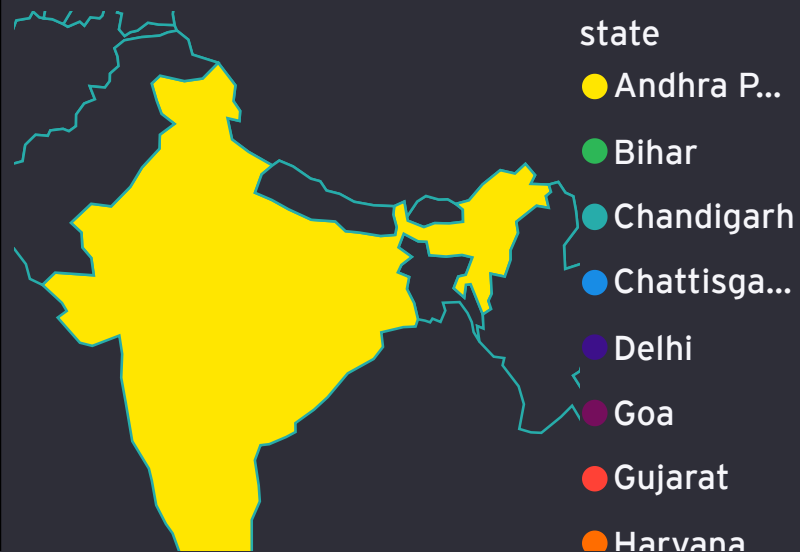 state
Andhra P...
Bihar
Chandigarh
Chattisga...
Delhi
Goa
Gujarat
Haryana